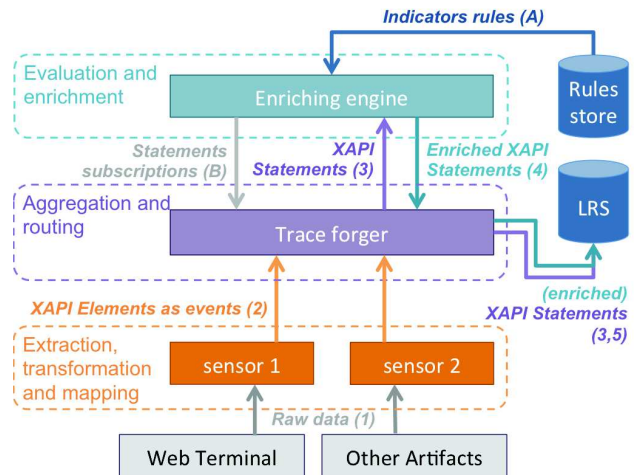 Indicators rules (A)
Evaluation and
enrichment
Enriching engine
Rules
store
Statements
subscriptions (B)
XAPI
Statements (3)
Enriched XAPI
Statements (4)
LRS
Aggregation and
routing
Trace forger
XAPI Elements as events (2)
(enriched)
XAPI Statements
(3,5)
Extraction,
transformation
and mapping
sensor 1
sensor 2
Raw data (1)
Web Terminal
Other Artifacts